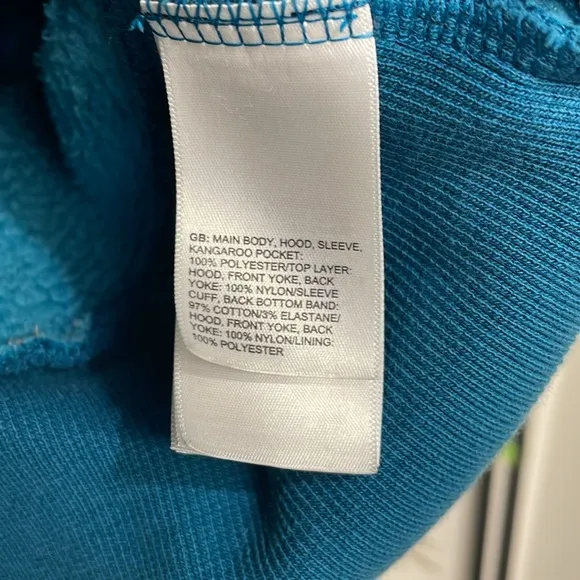 GB: MAIN BODY, HOOD, SLEEVE,
KANGAROO POCKET:
100% POLYESTER/TOP LAYER:
HOOD, FRONT YOKE, BACK
YOKE: 100% NYLON/SLEEVE
CUFF, BACK BOTTOM BAND:
97% COTTON/3% ELASTANE/
HOOD, FRONT YOKE, BACK
YOKE: 100% NYLON/LINING:
100% POLYESTER